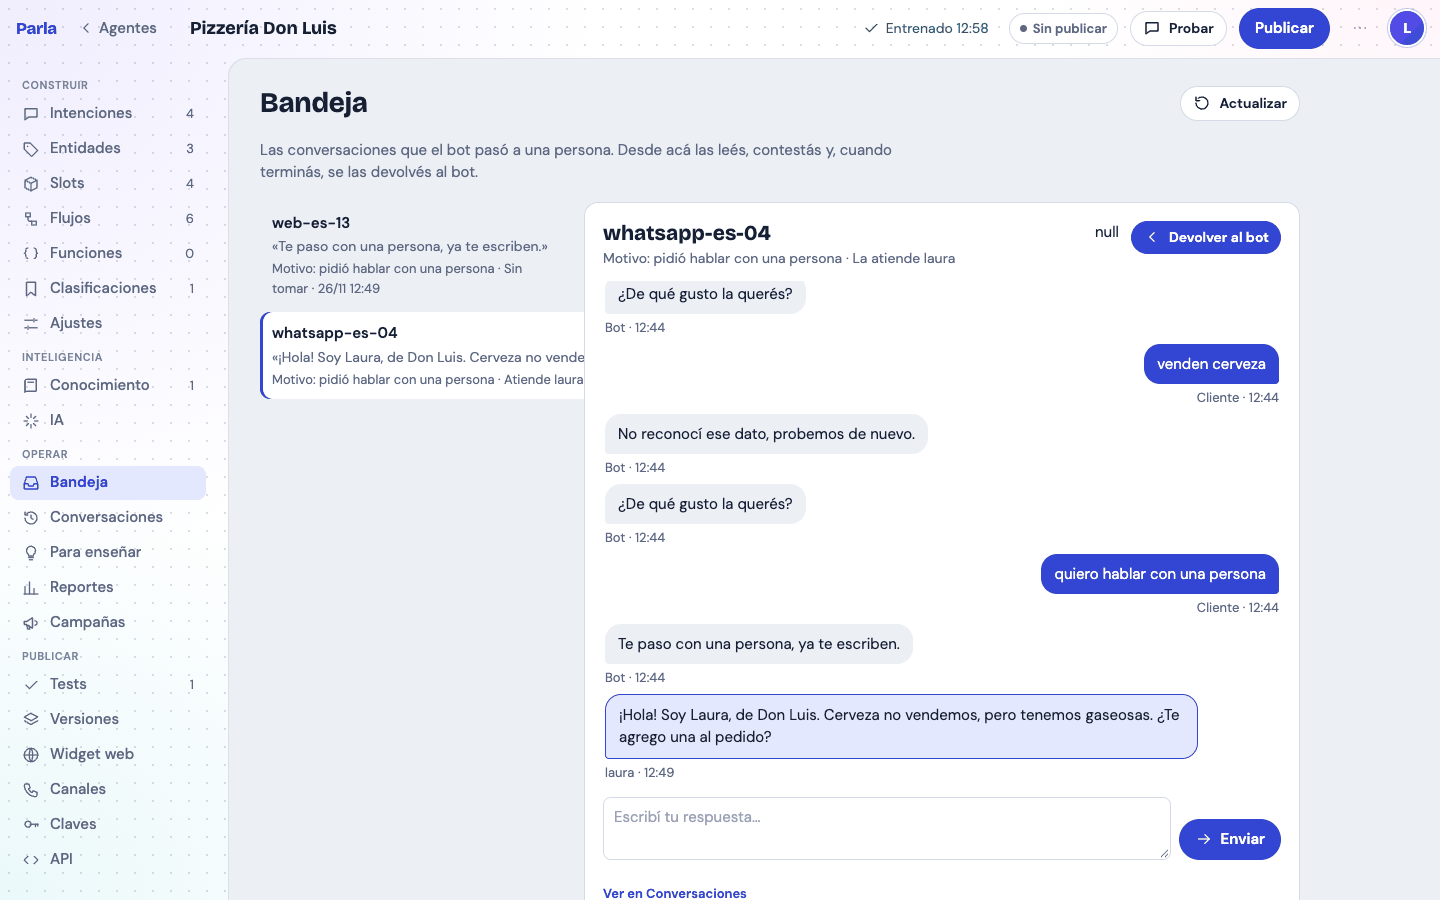 Parla
Agentes
Pizzería Don Luis
Entrenado 12:58
Sin publicar
Probar
Publicar
...
L
CONSTRUIR
Intenciones 4
Entidades 3
Slots 4
Flujos 6
Funciones 0
Clasificaciones 1
Ajustes
INTELIGENCIA
Conocimiento 1
IA
OPERAR
Bandeja
Conversaciones
Para enseñar
Reportes
Campañas
PUBLICAR
Tests 1
Versiones
Widget web
Canales
Claves
API
Bandeja
Actualizar
Las conversaciones que el bot pasó a una persona. Desde acá las leés, contestás y, cuando
terminás, se las devolvés al bot.
web-es-13
«Te paso con una persona, ya te escriben.»
Motivo: pidió hablar con una persona · Sin
tomar · 26/11 12:49
whatsapp-es-04
«¡Hola! Soy Laura, de Don Luis. Cerveza no vende
Motivo: pidió hablar con una persona · Atiende laura
whatsapp-es-04
null
Devolver al bot
Motivo: pidió hablar con una persona · La atiende laura
¿De qué gusto la querés?
Bot · 12:44
venden cerveza
Cliente · 12:44
No reconocí ese dato, probemos de nuevo.
Bot · 12:44
¿De qué gusto la querés?
Bot · 12:44
quiero hablar con una persona
Cliente · 12:44
Te paso con una persona, ya te escriben.
Bot · 12:44
¡Hola! Soy Laura, de Don Luis. Cerveza no vendemos, pero tenemos gaseosas. ¿Te
agrego una al pedido?
laura · 12:49
Escribí tu respuesta...
Enviar
Ver en Conversaciones